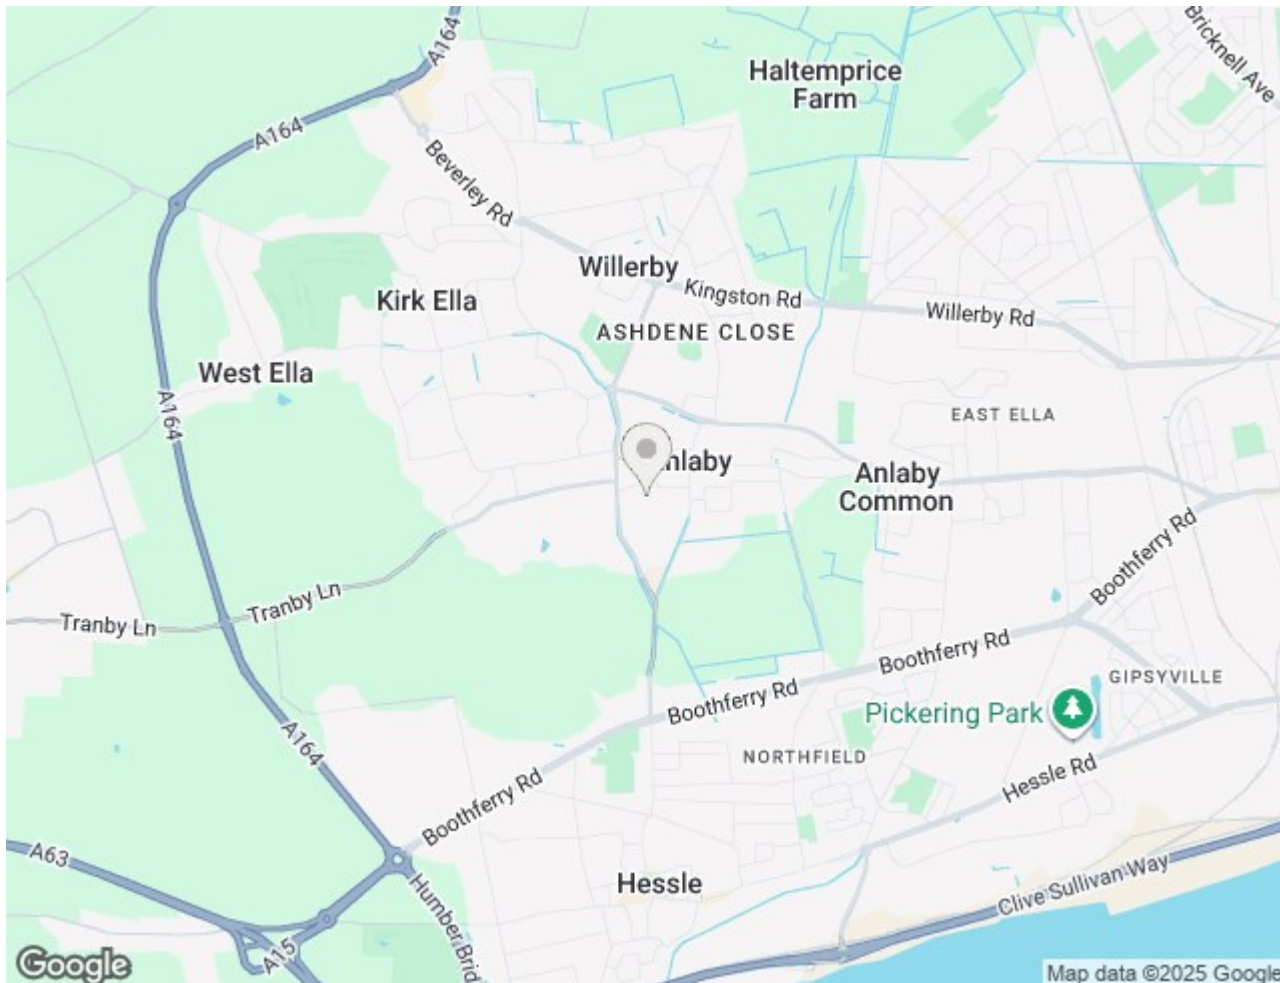 A164
Bricknell Ave
Haltemprice
Farm
A164
Beverley Rd
Willerby
Kingston Rd
Willerby Rd
Kirk Ella
ASHDENE CLOSE
West Ella
A164
EAST ELLA
nlaby
Anlaby
Common
Boothferry Rd
Tranby Ln
Tranby Ln
Boothferry Rd
GIPSYVILLE
Boothferry Rd
Pickering Park
A164
NORTHFIELD
Hessle Rd
Boothferry Rd
A63
Hessle
Clive Sullivan Way
Humber Brid
A15
Google
Map data ©2025 Google